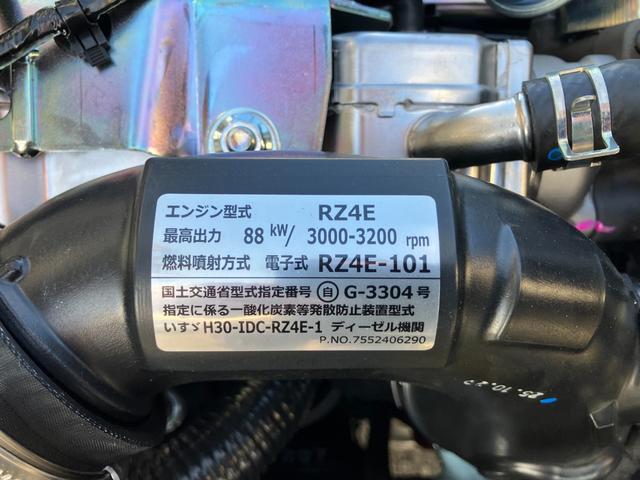 エンジン型式 RZ4E
最高出力 88 kW/ 3000-3200 rpm
燃料噴射方式 電子式 RZ4E-101
国土交通省型式指定番号 自 G-3304 号
指定に係る一酸化炭素等発散防止装置型式
いすゞH30-IDC-RZ4E-1 ディーゼル機関
P.NO.7552406290